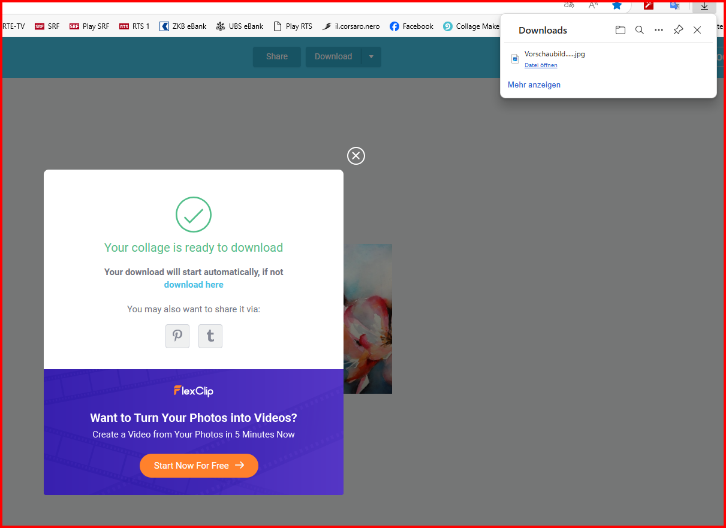 RTE-TV SRF Play SRF RTS 1 ZKB eBank UBS eBank Play RTS il.corsaro.nero Facebook Collage Make
Downloads
Vorschaubild....jpg
Datei öffnen
Mehr anzeigen
Share Download
Your collage is ready to download
Your download will start automatically, if not
download here
You may also want to share it via:
FlexClip
Want to Turn Your Photos into Videos?
Create a Video from Your Photos in 5 Minutes Now
Start Now For Free